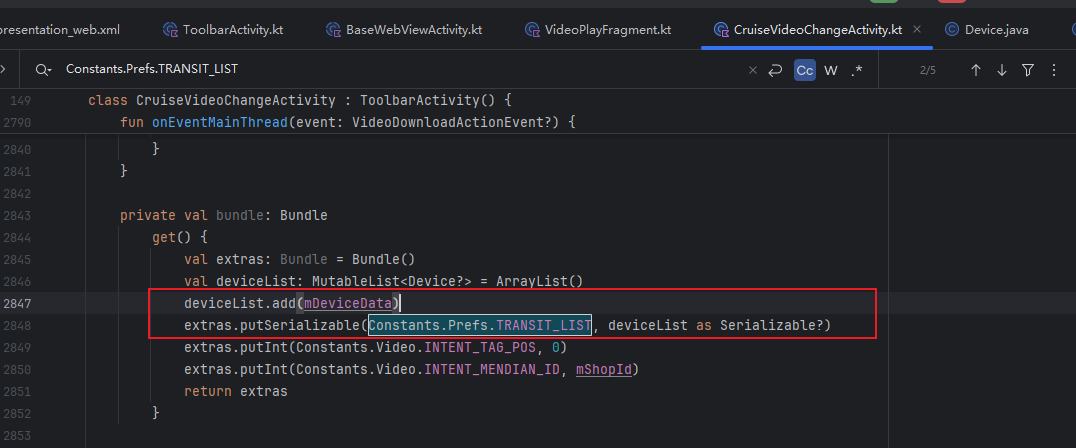 presentation_web.xml ToolbarActivity.kt BaseWebViewActivity.kt VideoPlayFragment.kt CruiseVideoChangeActivity.kt Device.java
Constants.Prefs.TRANSIT_LIST Cc W .* 2/5
149 class CruiseVideoChangeActivity : ToolbarActivity() {
2790 fun onEventMainThread(event: VideoDownloadActionEvent?) {
2840 }
2841 }
2842
2843 private val bundle: Bundle
2844 get() {
2845 val extras: Bundle = Bundle()
2846 val deviceList: MutableList<Device?> = ArrayList()
2847 deviceList.add(mDeviceData)
2848 extras.putSerializable(Constants.Prefs.TRANSIT_LIST, deviceList as Serializable?)
2849 extras.putInt(Constants.Video.INTENT_TAG_POS, 0)
2850 extras.putInt(Constants.Video.INTENT_MENDIAN_ID, mShopId)
2851 return extras
2852 }
2853